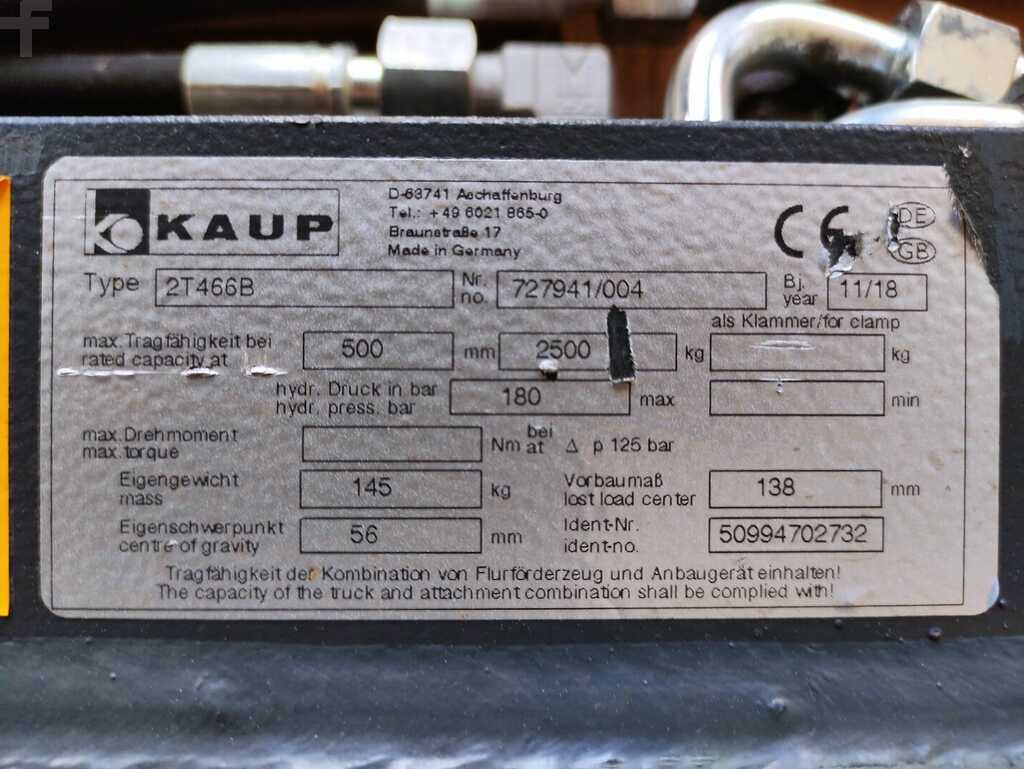 KAUP
D-63741 Aschaffenburg
Tel.: +49 6021 865-0
Braunstraße 17
Made in Germany
CE DE
GB
Type 2T466B Nr. no. 727941/004 Bj. year 11/18
als Klammer/for clamp
max. Tragfähigkeit bei
rated capacity at 500 mm 2500 kg kg
hydr. Druck in bar
hydr. press. bar 180 max min
max. Drehmoment
max. torque Nm bei at Δ p 125 bar
Eigengewicht
mass 145 kg
Vorbaumaß
lost load center 138 mm
Eigenschwerpunkt
centre of gravity 56 mm
Ident-Nr.
ident-no. 50994702732
Tragfähigkeit der Kombination von Flurförderzeug und Anbaugerät einhalten!
The capacity of the truck and attachment combination shall be complied with!